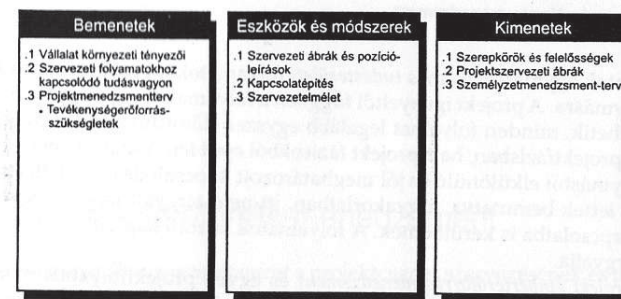 Bemenetek
.1 Vállalat környezeti tényezői
.2 Szervezeti folyamatokhoz
kapcsolódó tudásvagyon
.3 Projektmenedzsmentterv
• Tevékenységerőforrás-
szükségletek
Eszközök és módszerek
.1 Szervezeti ábrák és pozíció-
leírások
.2 Kapcsolatépítés
.3 Szervezetelmélet
Kimenetek
.1 Szerepkörök és felelősségek
.2 Projektszervezeti ábrák
.3 Személyzetmenedzsment-terv